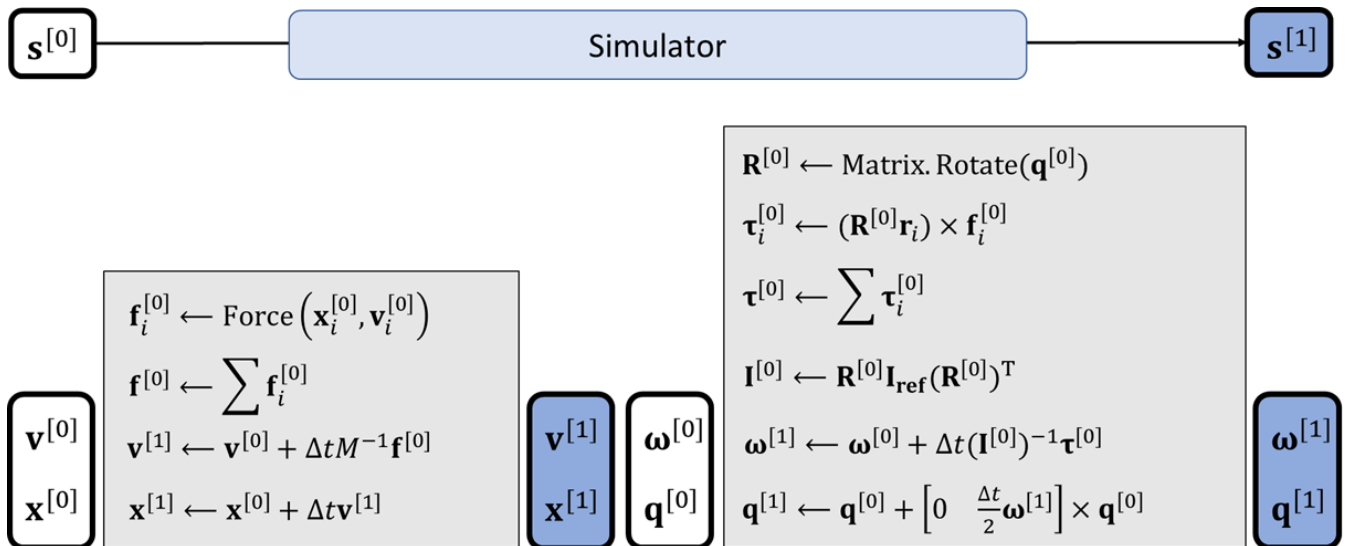 s^[0] Simulator s^[1]
f_i^[0] ← Force(x_i^[0], v_i^[0])
f^[0] ← ∑ f_i^[0]
v^[1] ← v^[0] + ΔtM^−1 f^[0]
x^[1] ← x^[0] + Δtv^[1]
v^[0]
x^[0]
v^[1]
x^[1]
ω^[0]
q^[0]
R^[0] ← Matrix. Rotate(q^[0])
τ_i^[0] ← (R^[0] r_i) × f_i^[0]
τ^[0] ← ∑ τ_i^[0]
I^[0] ← R^[0] I_ref (R^[0])^T
ω^[1] ← ω^[0] + Δt(I^[0])^−1 τ^[0]
q^[1] ← q^[0] + [0 Δt/2 ω^[1]] × q^[0]
ω^[1]
q^[1]